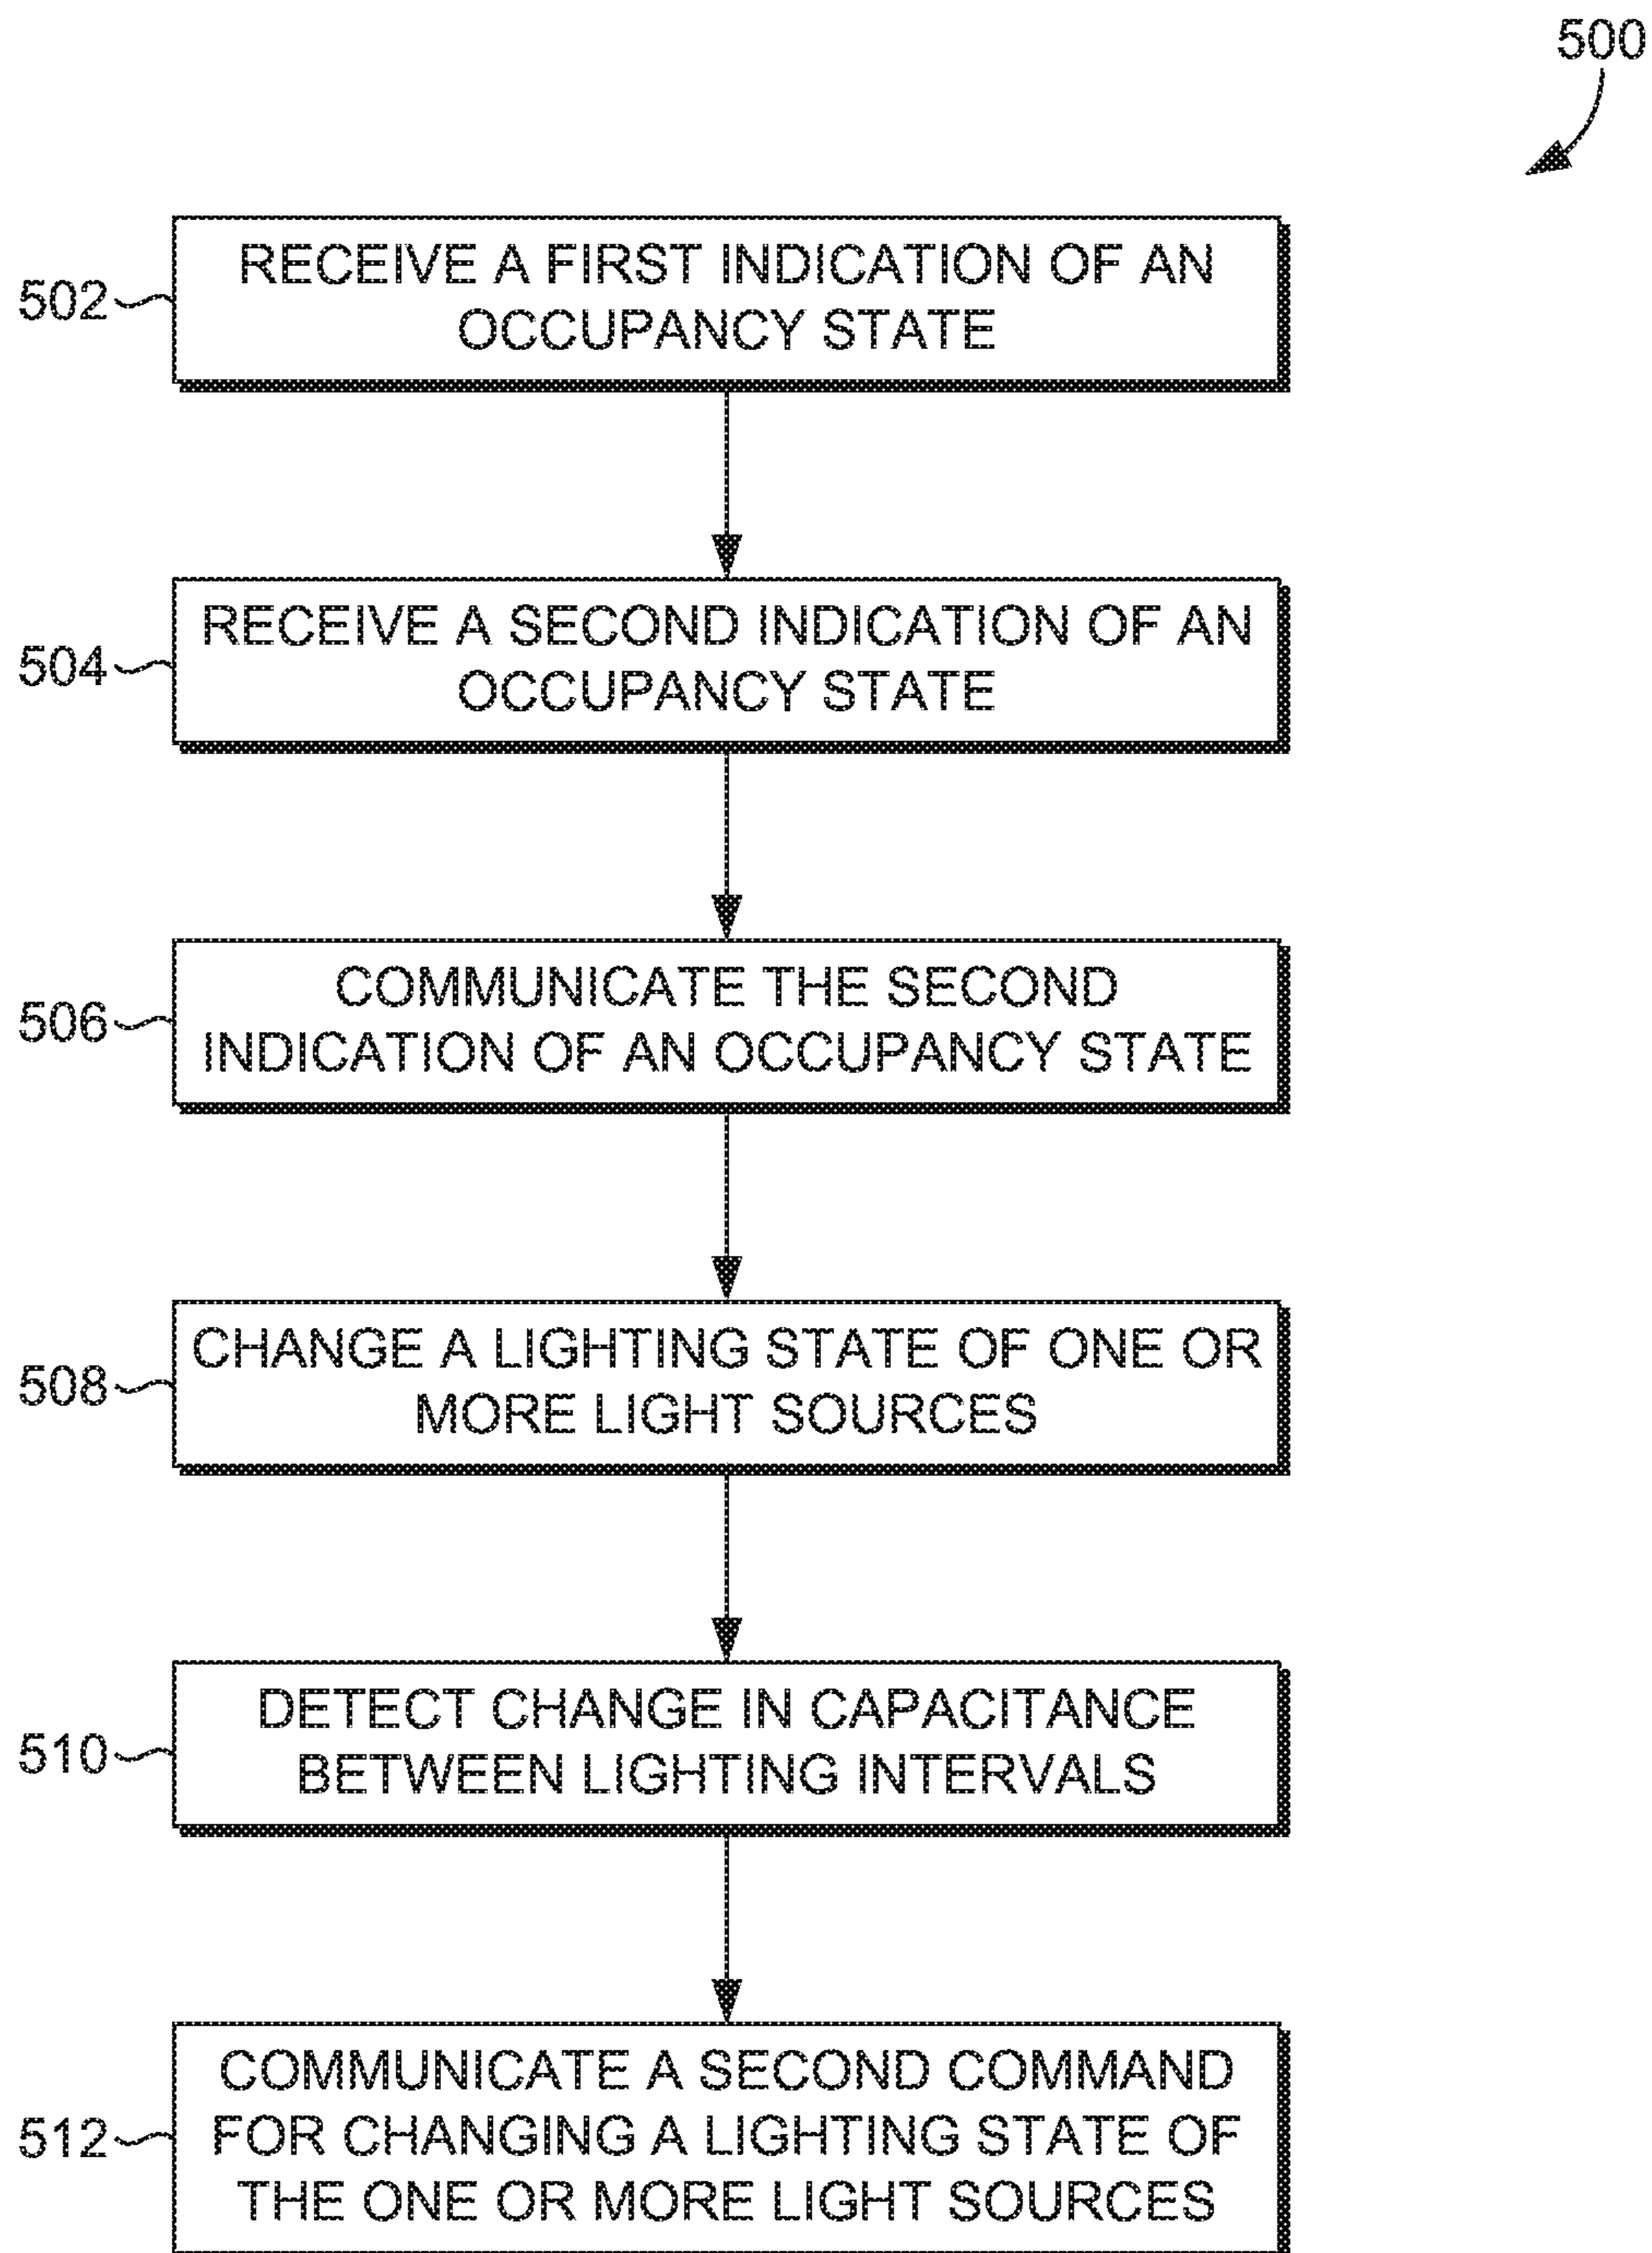 500
502
RECEIVE A FIRST INDICATION OF AN
OCCUPANCY STATE
504
RECEIVE A SECOND INDICATION OF AN
OCCUPANCY STATE
506
COMMUNICATE THE SECOND
INDICATION OF AN OCCUPANCY STATE
508
CHANGE A LIGHTING STATE OF ONE OR
MORE LIGHT SOURCES
510
DETECT CHANGE IN CAPACITANCE
BETWEEN LIGHTING INTERVALS
512
COMMUNICATE A SECOND COMMAND
FOR CHANGING A LIGHTING STATE OF
THE ONE OR MORE LIGHT SOURCES